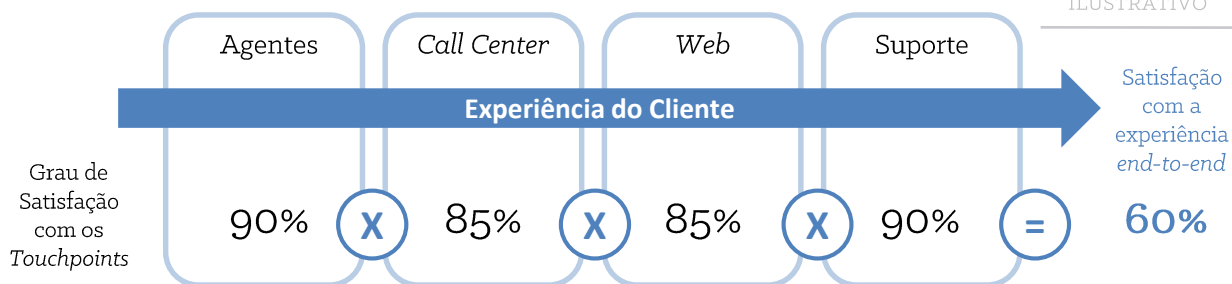 ILUSTRATIVO
Agentes
Call Center
Web
Suporte
Experiência do Cliente
Satisfação
com a
experiência
end-to-end
Grau de
Satisfação
com os
Touchpoints
90% X 85% X 85% X 90% = 60%